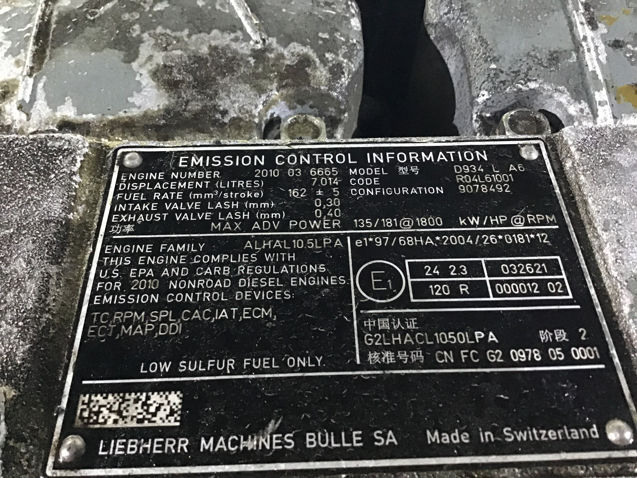 EMISSION CONTROL INFORMATION
ENGINE NUMBER 2010 03 6665 MODEL 型号 D934 L A6
DISPLACEMENT (LITRES) 7.014 CODE R04L61001
FUEL RATE (mm³/stroke) 162 ± 5 CONFIGURATION 9078492
INTAKE VALVE LASH (mm) 0,30
EXHAUST VALVE LASH (mm) 0,40
功率 MAX ADV POWER 135/181@1800 kW/HP@RPM
ENGINE FAMILY ALHAL10.5LPA
THIS ENGINE COMPLIES WITH
U.S. EPA AND CARB REGULATIONS
FOR 2010 NONROAD DIESEL ENGINES.
EMISSION CONTROL DEVICES:
TC,RPM,SPL,CAC,IAT,ECM,
ECT,MAP,DDI
LOW SULFUR FUEL ONLY
e1*97/68HA*2004/26*0181*12
E1 24 2.3 032621
120 R 000012 02
中国认证
G2LHACL1050LPA 阶段 2
核准号码 CN FC G2 0978 05 0001
LIEBHERR MACHINES BULLE SA Made in Switzerland